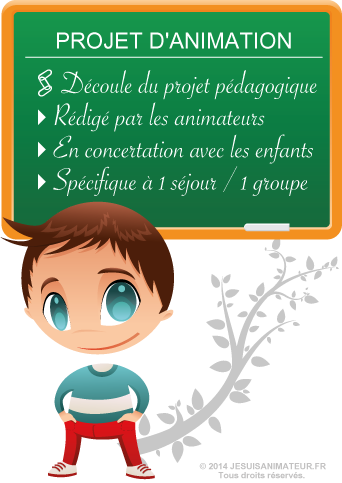 PROJET D'ANIMATION
Découle du projet pédagogique
Rédigé par les animateurs
En concertation avec les enfants
Spécifique à 1 séjour / 1 groupe
© 2014 JESUISANIMATEUR.FR
Tous droits réservés.